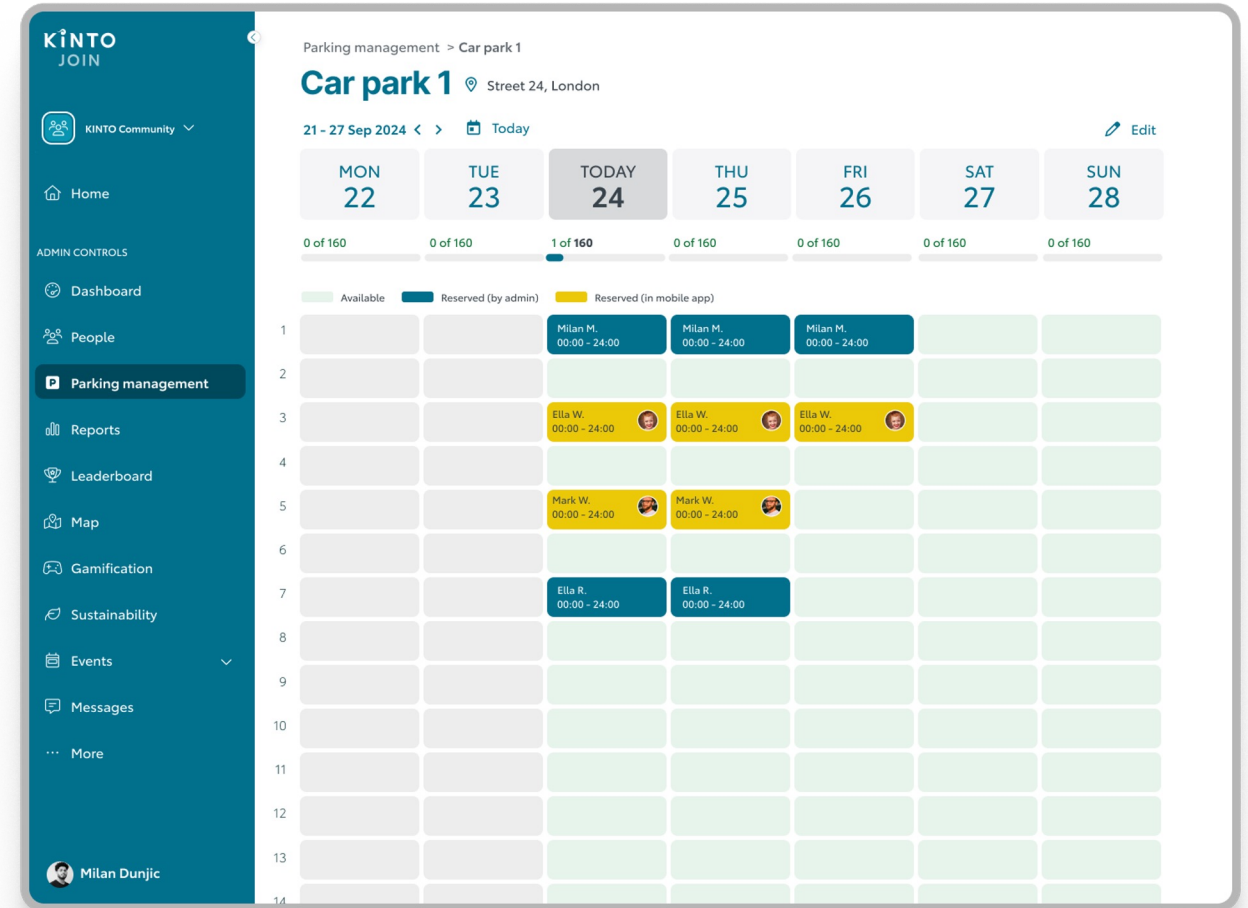 KINTO
JOIN
KINTO Community
Home
ADMIN CONTROLS
Dashboard
People
P Parking management
Reports
Leaderboard
Map
Gamification
Sustainability
Events
Messages
More
Milan Dunjic
Parking management > Car park 1
Car park 1 Street 24, London
21 - 27 Sep 2024 < > Today Edit
MON TUE TODAY THU FRI SAT SUN
22 23 24 25 26 27 28
0 of 160 0 of 160 1 of 160 0 of 160 0 of 160 0 of 160 0 of 160
Available Reserved (by admin) Reserved (in mobile app)
1 Milan M. Milan M. Milan M.
00:00 - 24:00 00:00 - 24:00 00:00 - 24:00
2
3 Ella W. Ella W. Ella W.
00:00 - 24:00 00:00 - 24:00 00:00 - 24:00
4
5 Mark W. Mark W.
00:00 - 24:00 00:00 - 24:00
6
7 Ella R. Ella R.
00:00 - 24:00 00:00 - 24:00
8
9
10
11
12
13
14